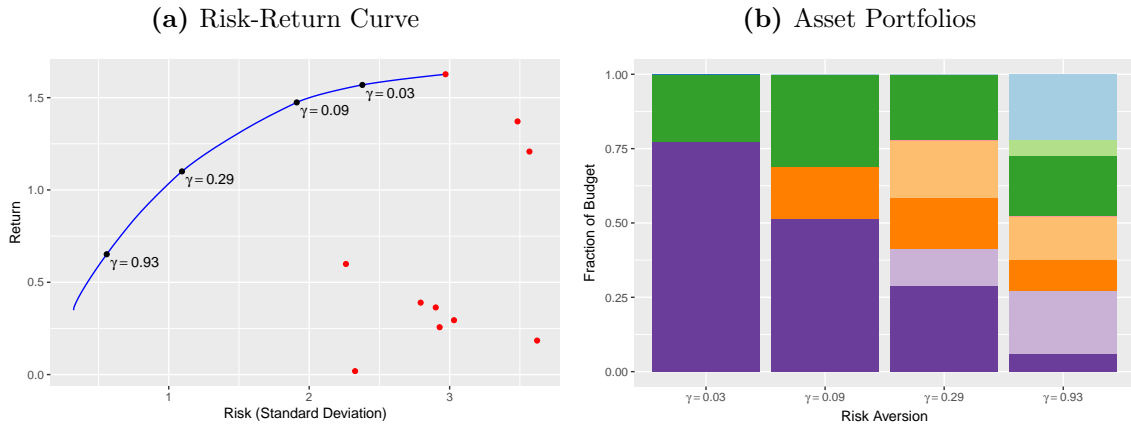 (a) Risk-Return Curve
1.5
1.0
0.5
0.0
Return
γ = 0.03
γ = 0.09
γ = 0.29
γ = 0.93
1 2 3
Risk (Standard Deviation)
(b) Asset Portfolios
1.00
0.75
0.50
0.25
0.00
Fraction of Budget
γ = 0.03 γ = 0.09 γ = 0.29 γ = 0.93
Risk Aversion